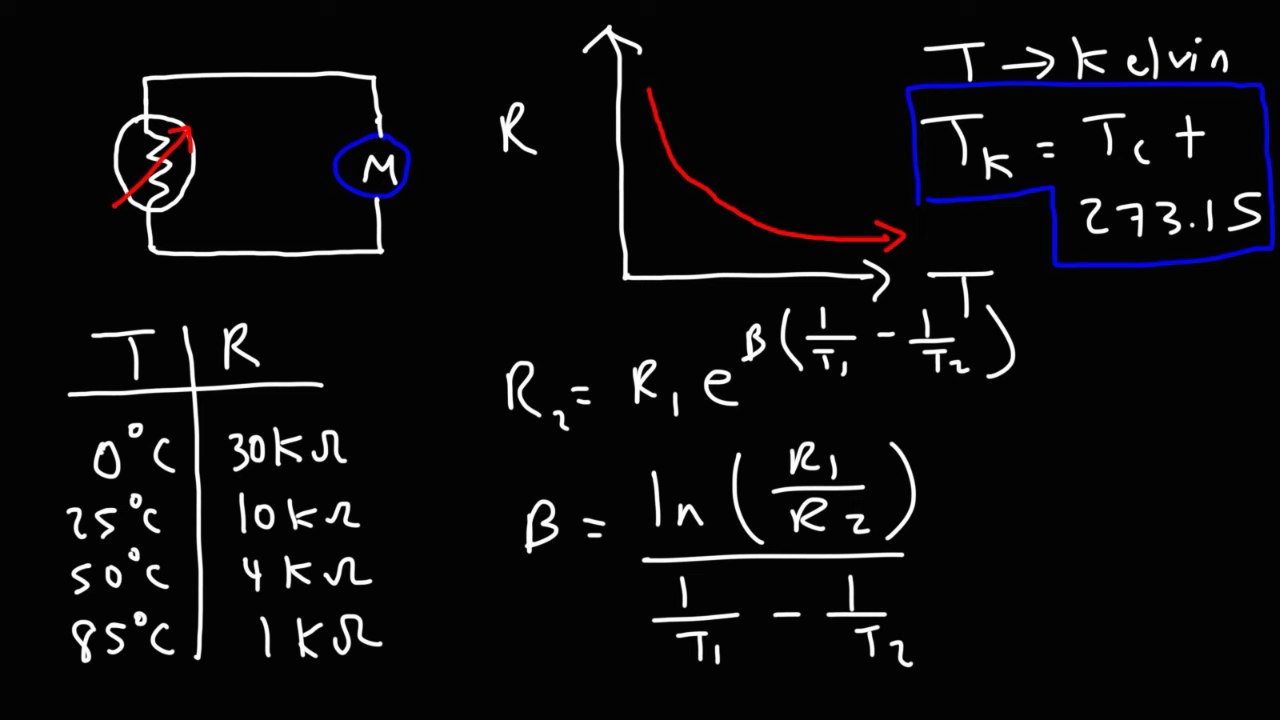 M
R
T
T → Kelvin
T_K = T_C +
273.15
T | R
0°C | 30kΩ
25°C | 10kΩ
50°C | 4kΩ
85°C | 1kΩ
R_2 = R_1 e^{B(1/T_1 - 1/T_2)}
B = ln(R_1/R_2) / (1/T_1 - 1/T_2)